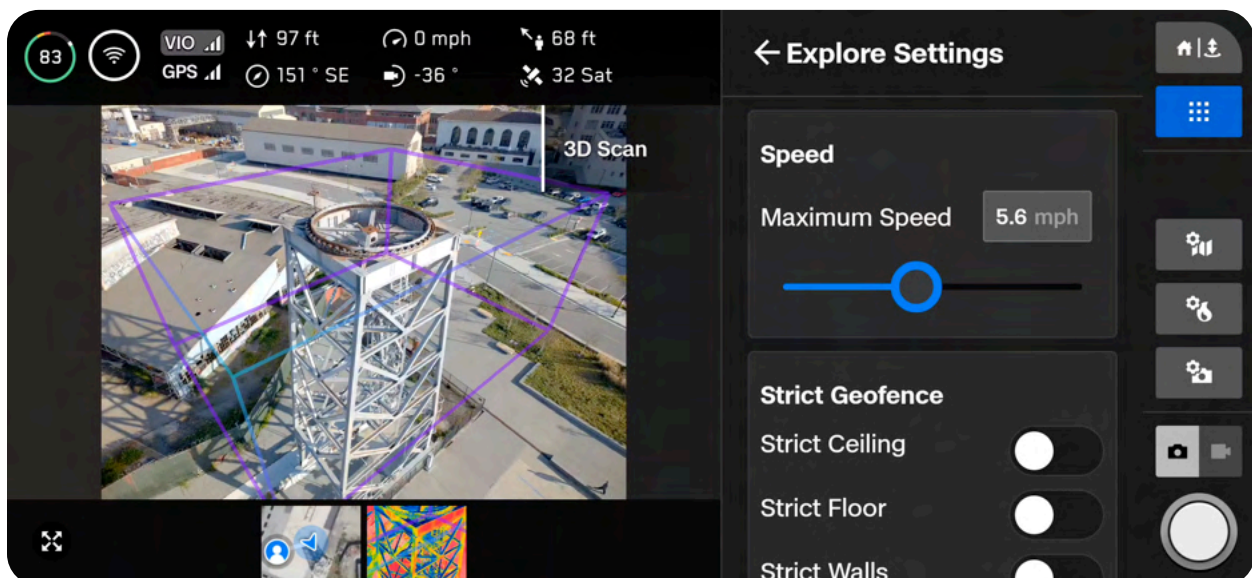 83
VIO
GPS
97 ft
0 mph
68 ft
151 ° SE
-36 °
32 Sat
3D Scan
Explore Settings
Speed
Maximum Speed
5.6 mph
Strict Geofence
Strict Ceiling
Strict Floor
Strict Walls